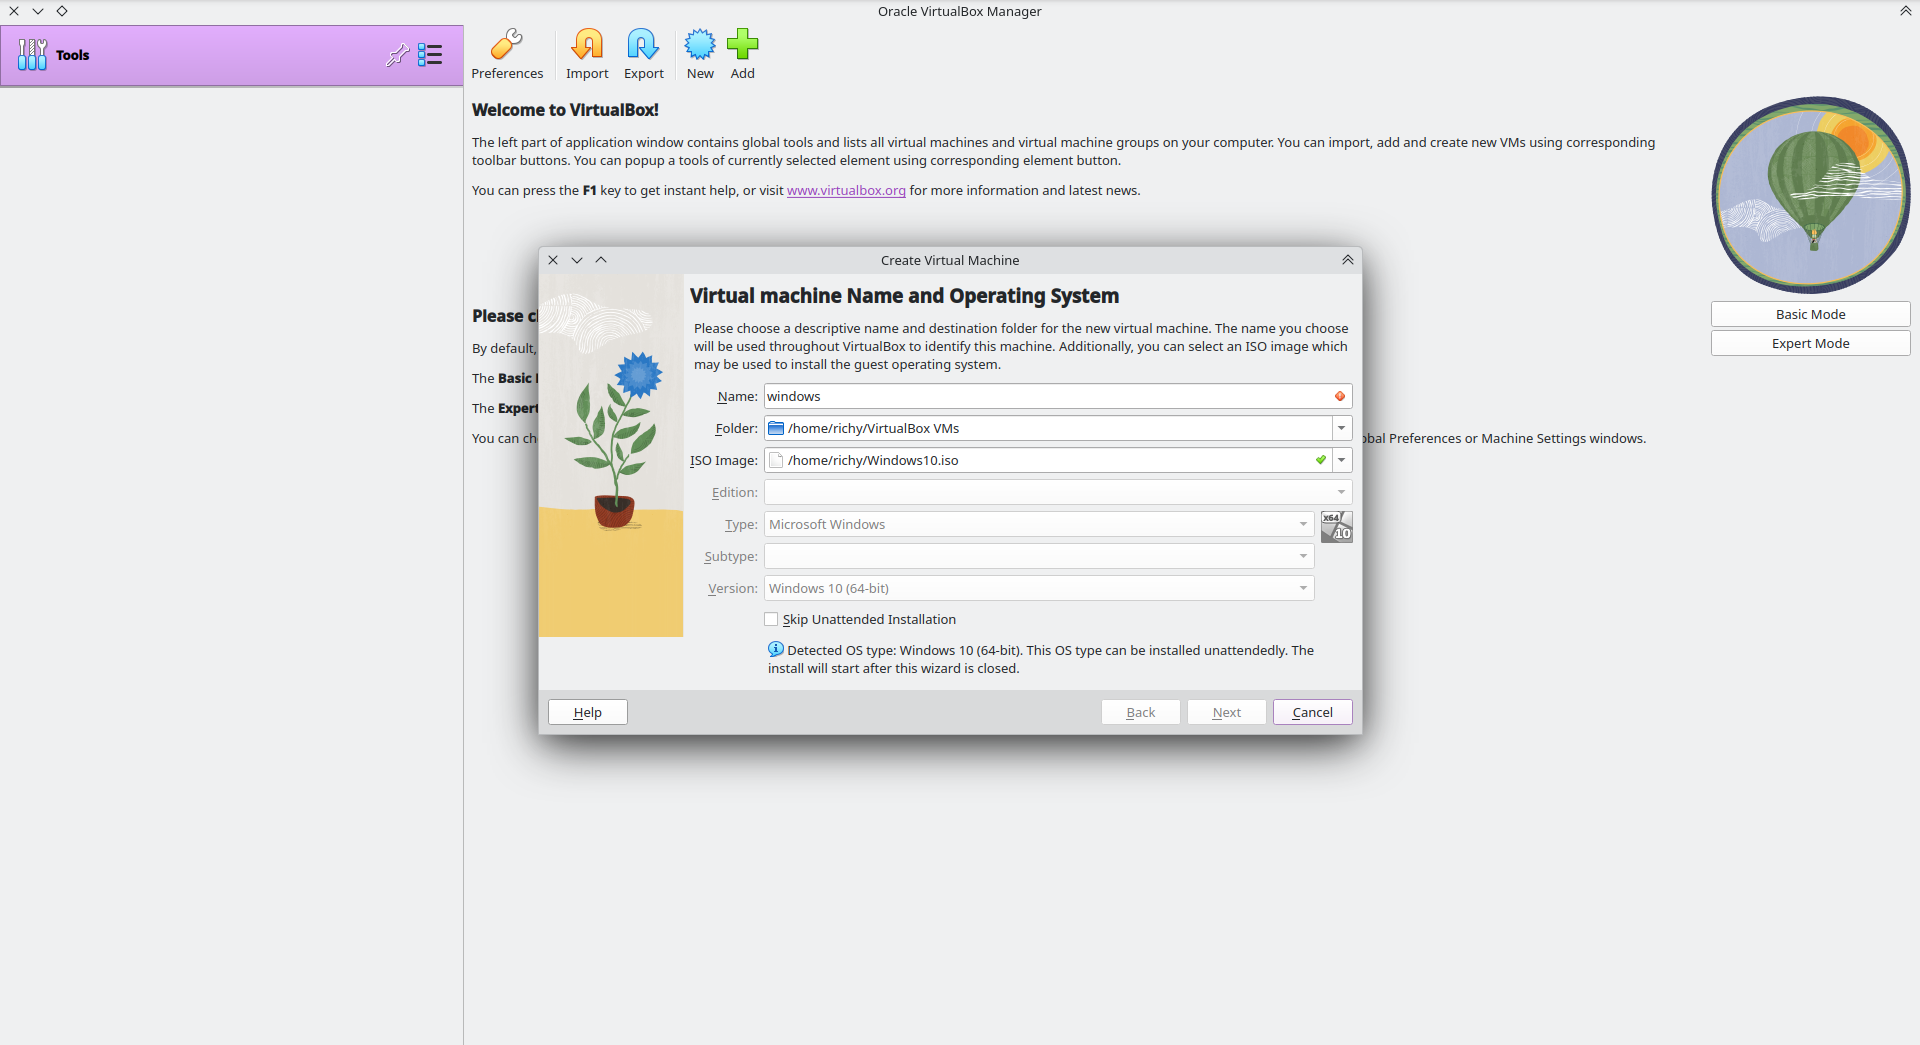 Oracle VirtualBox Manager
Tools
Preferences
Import
Export
New
Add
Welcome to VirtualBox!
The left part of application window contains global tools and lists all virtual machines and virtual machine groups on your computer. You can import, add and create new VMs using corresponding
toolbar buttons. You can popup a tools of currently selected element using corresponding element button.
You can press the F1 key to get instant help, or visit www.virtualbox.org for more information and latest news.
Basic Mode
Expert Mode
Please
By default,
The Basic
The Expert
You can ch
bal Preferences or Machine Settings windows.
Create Virtual Machine
Virtual machine Name and Operating System
Please choose a descriptive name and destination folder for the new virtual machine. The name you choose
will be used throughout VirtualBox to identify this machine. Additionally, you can select an ISO image which
may be used to install the guest operating system.
Name: windows
Folder: /home/richy/VirtualBox VMs
ISO Image: /home/richy/Windows10.iso
Edition:
Type: Microsoft Windows
x64
10
Subtype:
Version: Windows 10 (64-bit)
Skip Unattended Installation
Detected OS type: Windows 10 (64-bit). This OS type can be installed unattendedly. The
install will start after this wizard is closed.
Help
Back
Next
Cancel